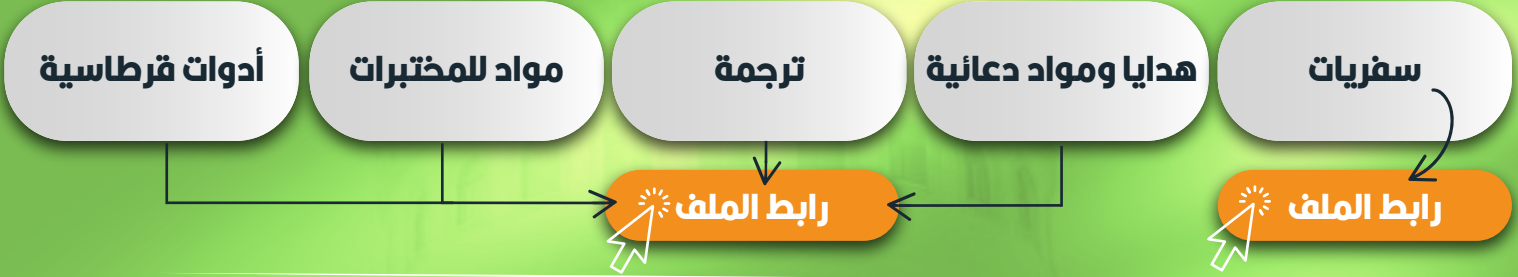 سفريات
هدايا ومواد دعائية
ترجمة
مواد للمختبرات
أدوات قرطاسية
رابط الملف
رابط الملف